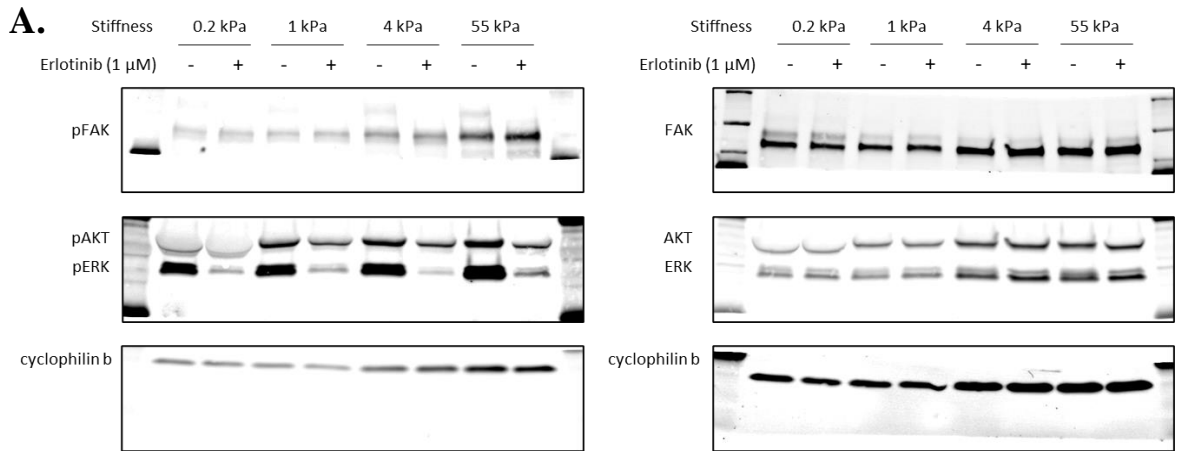 A.
Stiffness 0.2 kPa 1 kPa 4 kPa 55 kPa
Erlotinib (1 µM) - + - + - + - +
pFAK
pAKT
pERK
cyclophilin b
Stiffness 0.2 kPa 1 kPa 4 kPa 55 kPa
Erlotinib (1 µM) - + - + - + - +
FAK
AKT
ERK
cyclophilin b